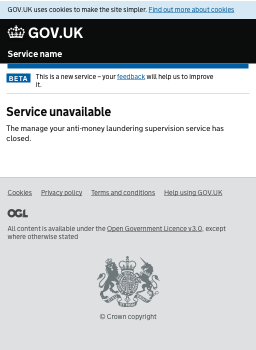 GOV.UK uses cookies to make the site simpler. Find out more about cookies
GOV.UK
Service name
BETA
This is a new service – your feedback will help us to improve
it.
Service unavailable
The manage your anti-money laundering supervision service has
closed.
Cookies Privacy policy Terms and conditions Help using GOV.UK
OGL
All content is available under the Open Government Licence v3.0, except
where otherwise stated
© Crown copyright